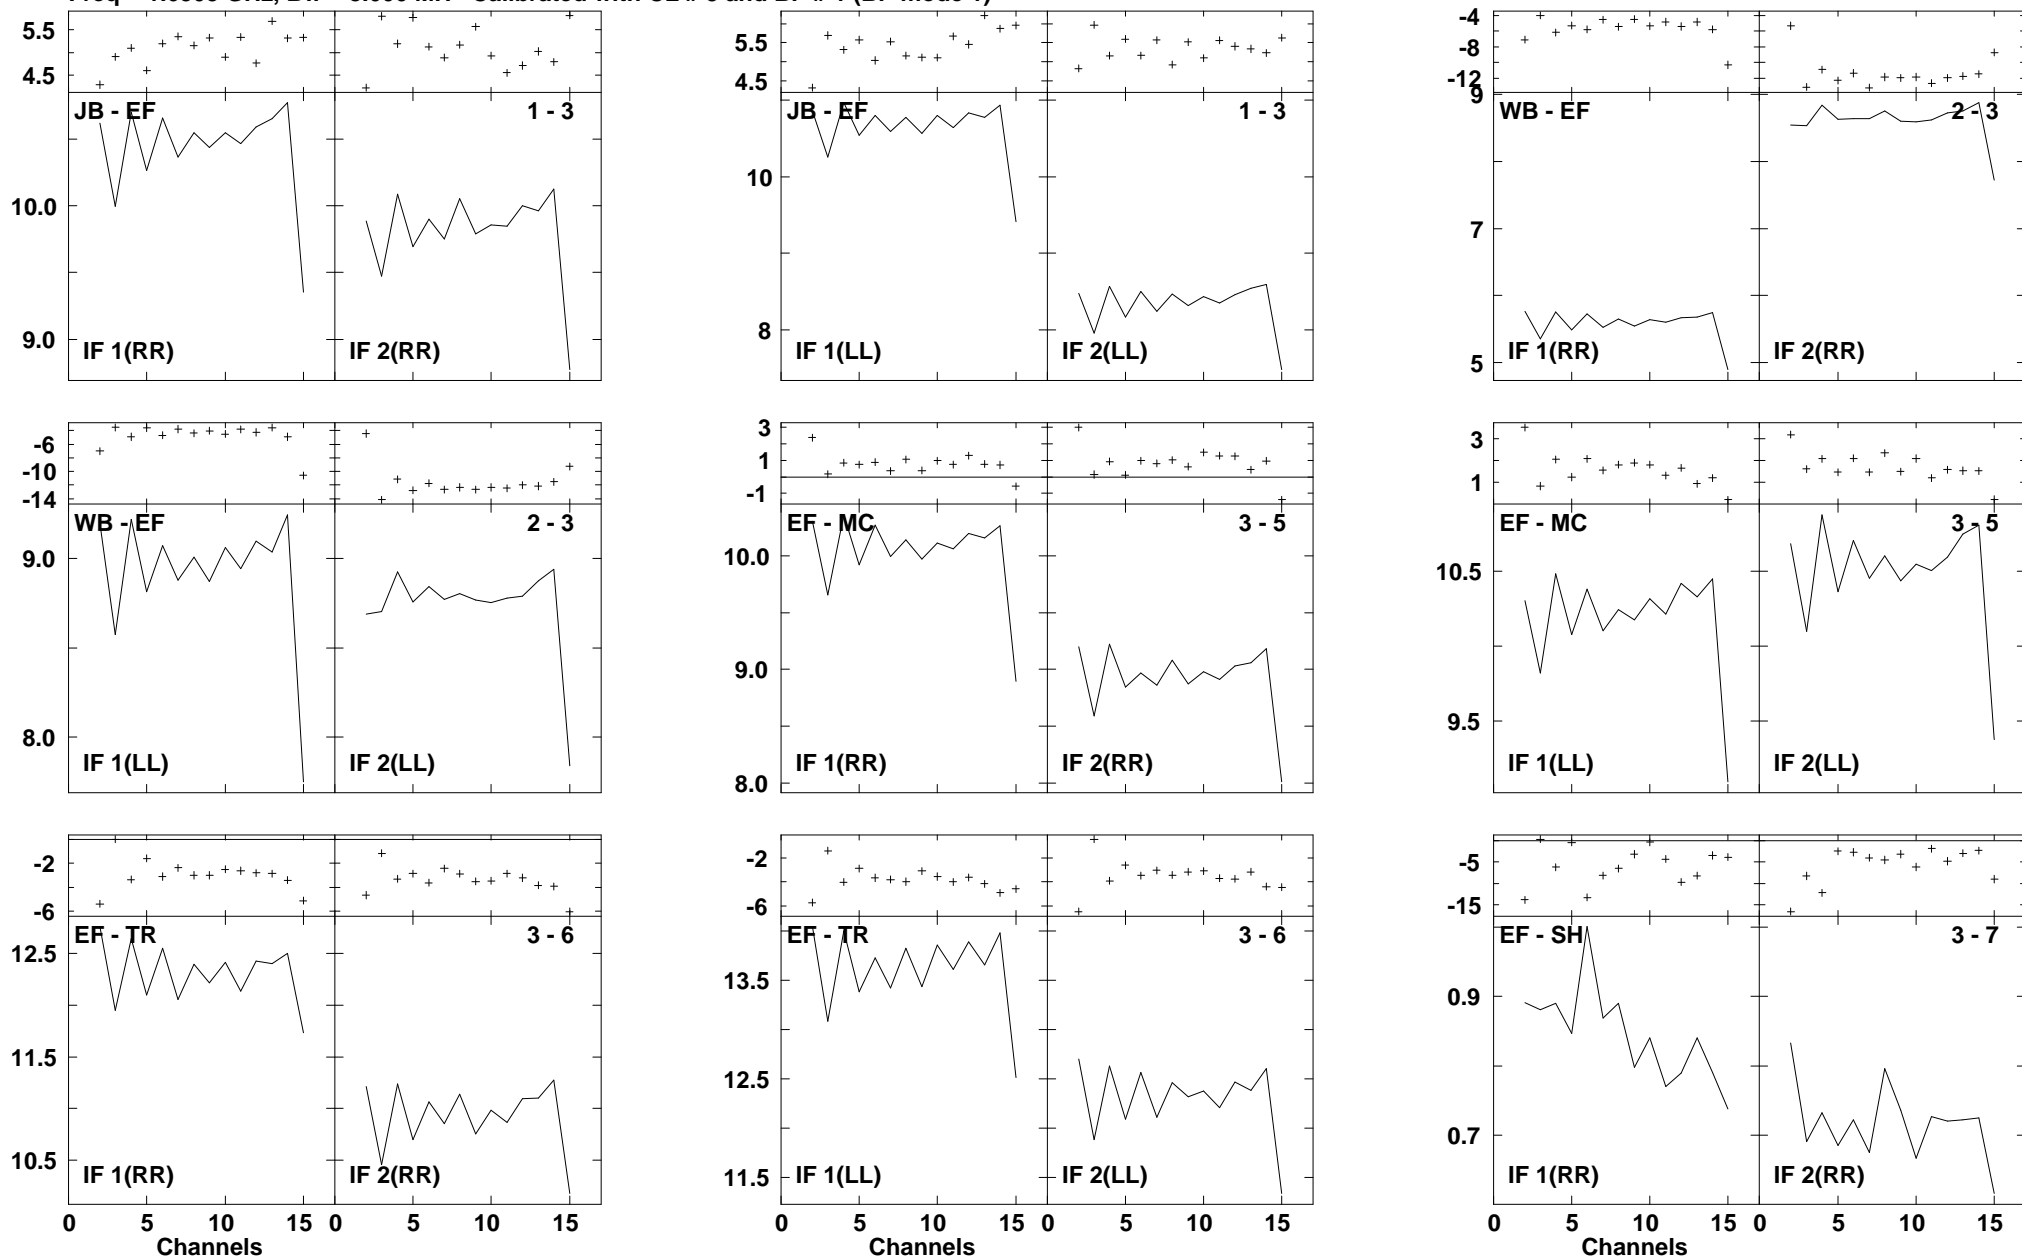 5.5
4.5
JB - EF
1 - 3
10.0
9.0
IF 1(RR)
IF 2(RR)
5.5
4.5
JB - EF
1 - 3
10
8
IF 1(LL)
IF 2(LL)
-4
-8
-12
9
WB - EF
2 - 3
7
5
IF 1(RR)
IF 2(RR)
-6
-10
-14
WB - EF
2 - 3
9.0
8.0
IF 1(LL)
IF 2(LL)
3
1
-1
EF - MC
3 - 5
10.0
9.0
8.0
IF 1(RR)
IF 2(RR)
3
1
EF - MC
3 - 5
10.5
9.5
IF 1(LL)
IF 2(LL)
-2
-6
EF - TR
3 - 6
12.5
11.5
10.5
IF 1(RR)
IF 2(RR)
0 5 10 15 0 5 10 15
Channels
-2
-6
EF - TR
3 - 6
13.5
12.5
11.5
IF 1(LL)
IF 2(LL)
0 5 10 15 0 5 10 15
Channels
-5
-15
EF - SH
3 - 7
0.9
0.7
IF 1(RR)
IF 2(RR)
0 5 10 15 0 5 10 15
Channels